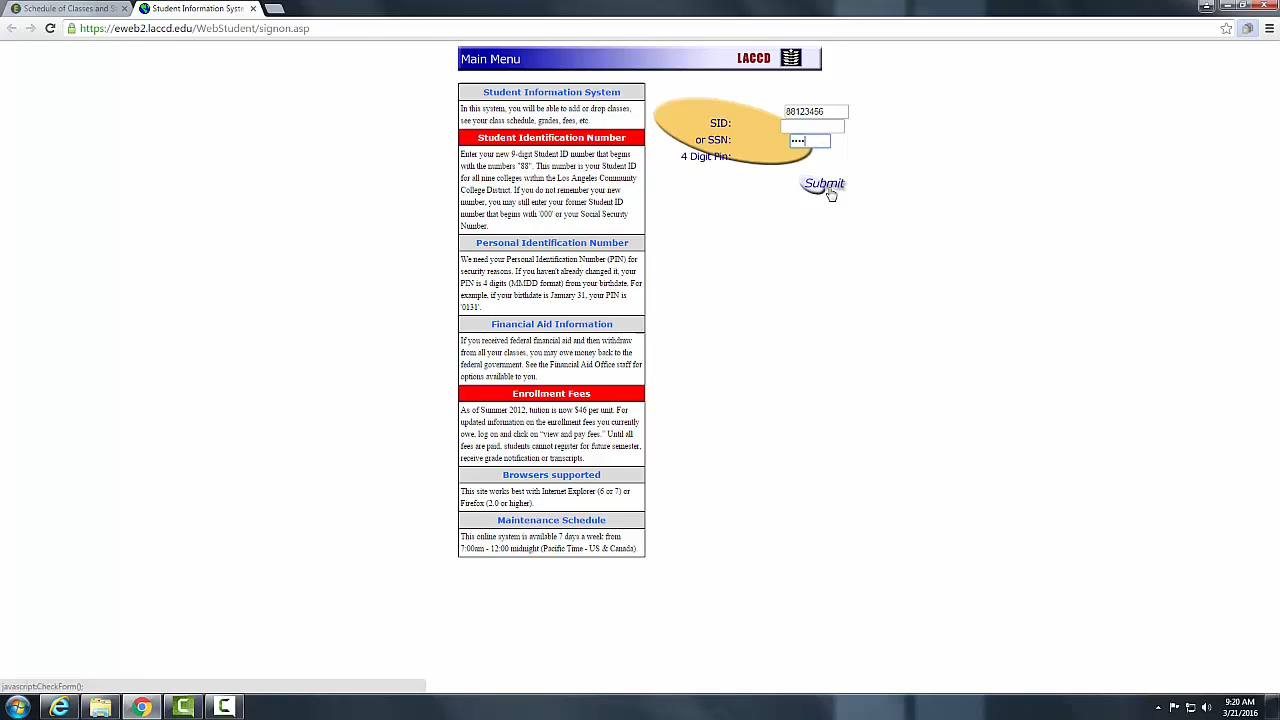 Schedule of Classes and St
Student Information Syste
https://eweb2.laccd.edu/WebStudent/signon.asp
Main Menu
LACCD
Student Information System
In this system, you will be able to add or drop classes,
see your class schedule, grades, fees, etc.
Student Identification Number
Enter your new 9-digit Student ID number that begins
with the numbers "88". This number is your Student ID
for all nine colleges within the Los Angeles Community
College District. If you do not remember your new
number, you may still enter your former Student ID
number that begins with '000' or your Social Security
Number.
Personal Identification Number
We need your Personal Identification Number (PIN) for
security reasons. If you haven't already changed it, your
PIN is 4 digits (MMDD format) from your birthdate. For
example, if your birthdate is January 31, your PIN is
'0131'.
Financial Aid Information
If you received federal financial aid and then withdraw
from all your classes, you may owe money back to the
federal government. See the Financial Aid Office staff for
options available to you.
Enrollment Fees
As of Summer 2012, tuition is now $46 per unit. For
updated information on the enrollment fees you currently
owe, log on and click on "view and pay fees." Until all
fees are paid, students cannot register for future semester,
receive grade notification or transcripts.
Browsers supported
This site works best with Internet Explorer (6 or 7) or
Firefox (2.0 or higher).
Maintenance Schedule
This online system is available 7 days a week from
7:00am - 12:00 midnight (Pacific Time - US & Canada).
88123456
SID:
or SSN:
••••
4 Digit Pin:
Submit
javascript:CheckForm();
9:20 AM
3/21/2016